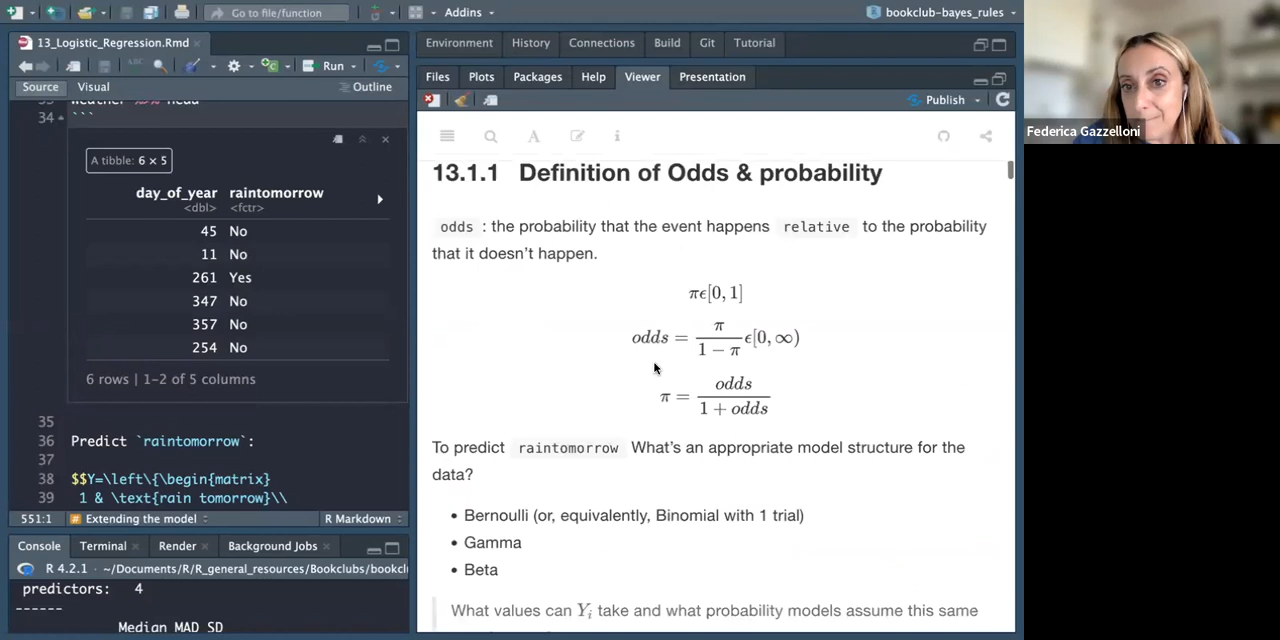 Go to file/function
Addins
bookclub-bayes_rules
13_Logistic_Regression.Rmd
Run
Source
Visual
Outline
34
```
A tibble: 6 × 5
day_of_year raintomorrow
<dbl> <fctr>
45 No
11 No
261 Yes
347 No
357 No
254 No
6 rows | 1-2 of 5 columns
35
36 Predict `raintomorrow`:
37
38 $$Y=\left\{\begin{matrix}
39 1 & \text{rain tomorrow}\\
551:1 # Extending the model R Markdown
Console Terminal Render Background Jobs
R 4.2.1 · ~/Documents/R/R_general_resources/Bookclubs/bookcl
predictors: 4
------
Median MAD SD
Environment History Connections Build Git Tutorial
Files Plots Packages Help Viewer Presentation
Publish
13.1.1 Definition of Odds & probability
odds : the probability that the event happens relative to the probability
that it doesn't happen.
πϵ[0, 1]
odds = π / (1 − π) ϵ[0, ∞)
π = odds / (1 + odds)
To predict raintomorrow What's an appropriate model structure for the
data?
• Bernoulli (or, equivalently, Binomial with 1 trial)
• Gamma
• Beta
What values can Yi take and what probability models assume this same
Federica Gazzelloni